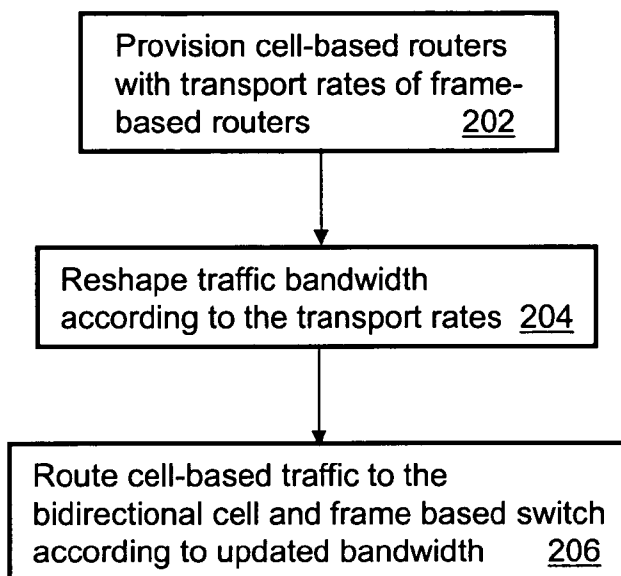 Provision cell-based routers
with transport rates of frame-
based routers 202
Reshape traffic bandwidth
according to the transport rates 204
Route cell-based traffic to the
bidirectional cell and frame based switch
according to updated bandwidth 206